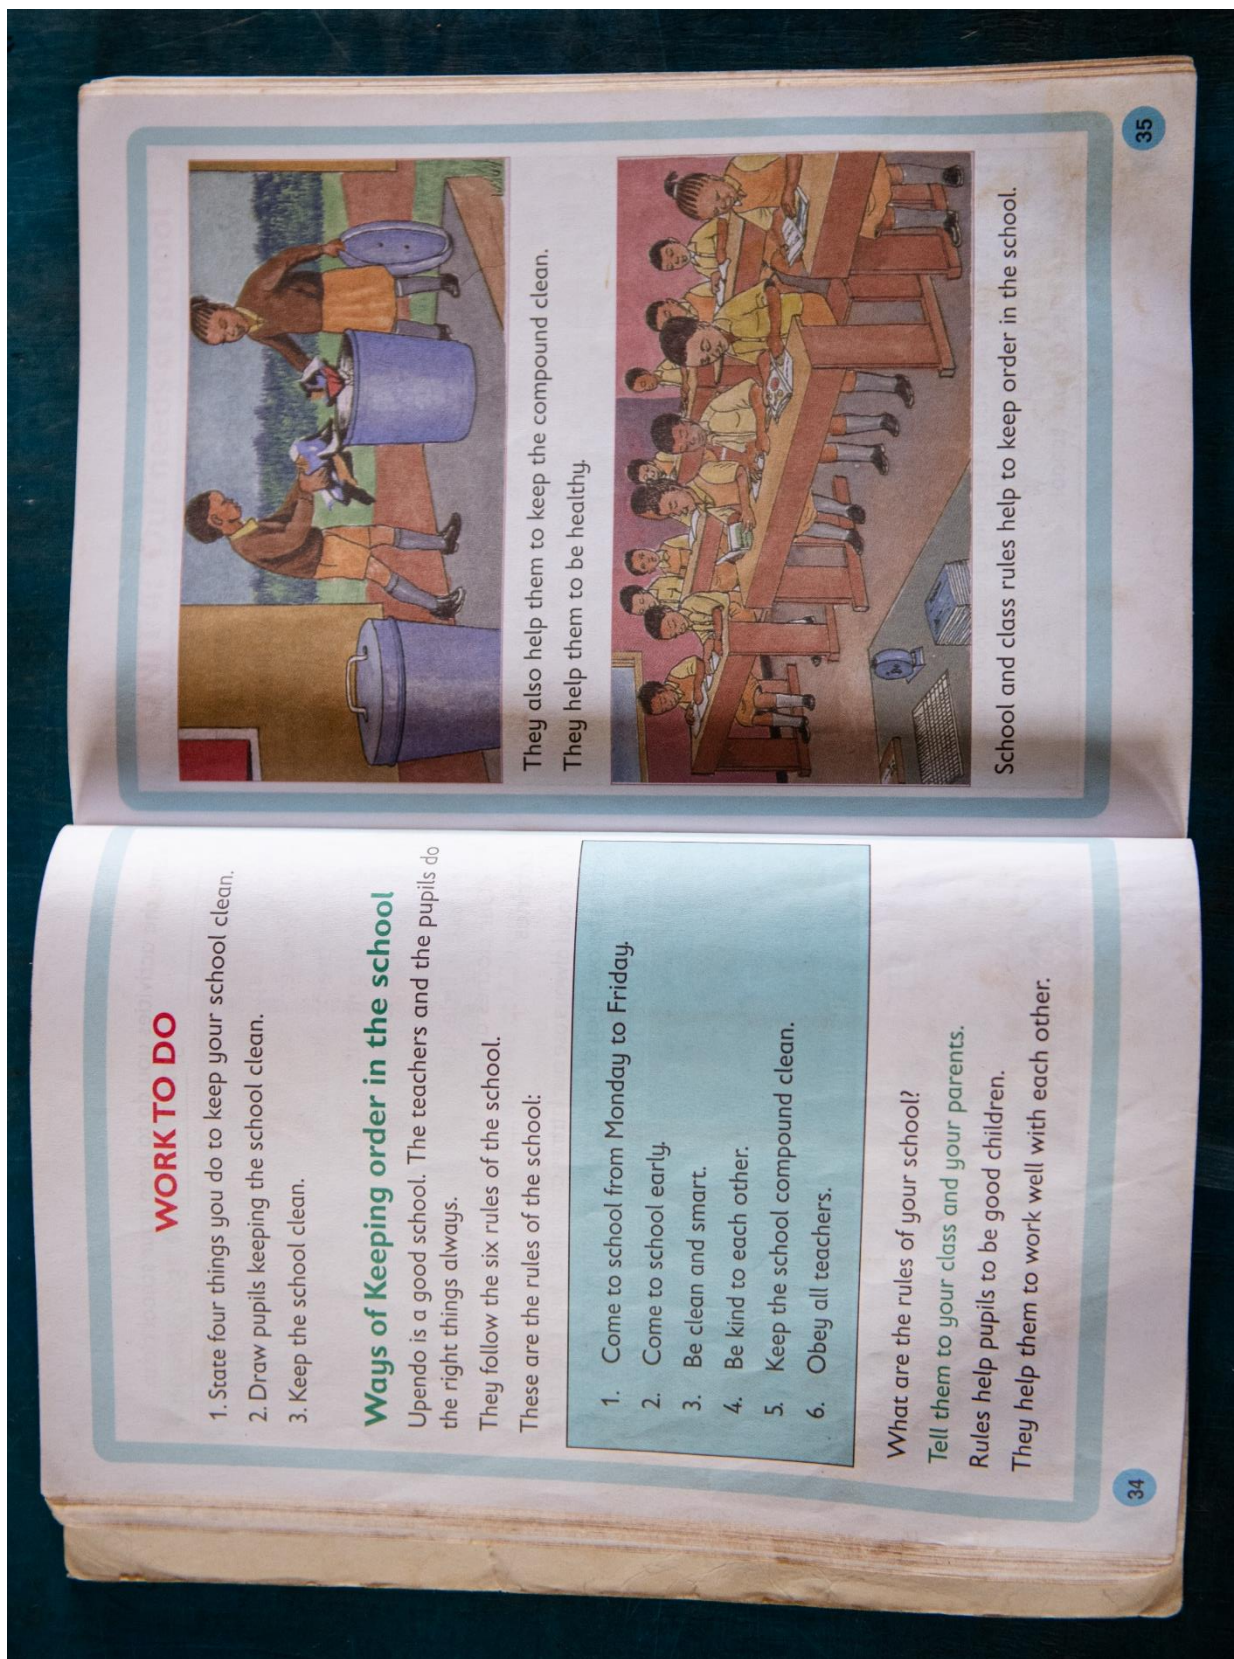 WORK TO DO
1. State four things you do to keep your school clean.
2. Draw pupils keeping the school clean.
3. Keep the school clean.
Ways of Keeping order in the school
Upendo is a good school. The teachers and the pupils do
the right things always.
They follow the six rules of the school.
These are the rules of the school:
1. Come to school from Monday to Friday.
2. Come to school early.
3. Be clean and smart.
4. Be kind to each other.
5. Keep the school compound clean.
6. Obey all teachers.
What are the rules of your school?
Tell them to your class and your parents.
Rules help pupils to be good children.
They help them to work well with each other.
34
They also help them to keep the compound clean.
They help them to be healthy.
School and class rules help to keep order in the school.
35